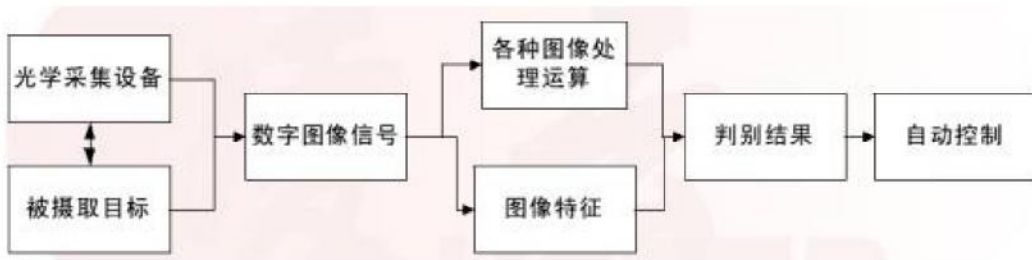 光学采集设备
被摄取目标
数字图像信号
各种图像处
理运算
图像特征
判别结果
自动控制